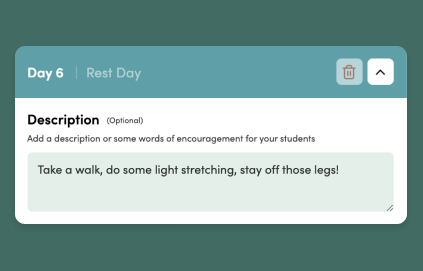 Day 6 | Rest Day
Description (Optional)
Add a description or some words of encouragement for your students
Take a walk, do some light stretching, stay off those legs!